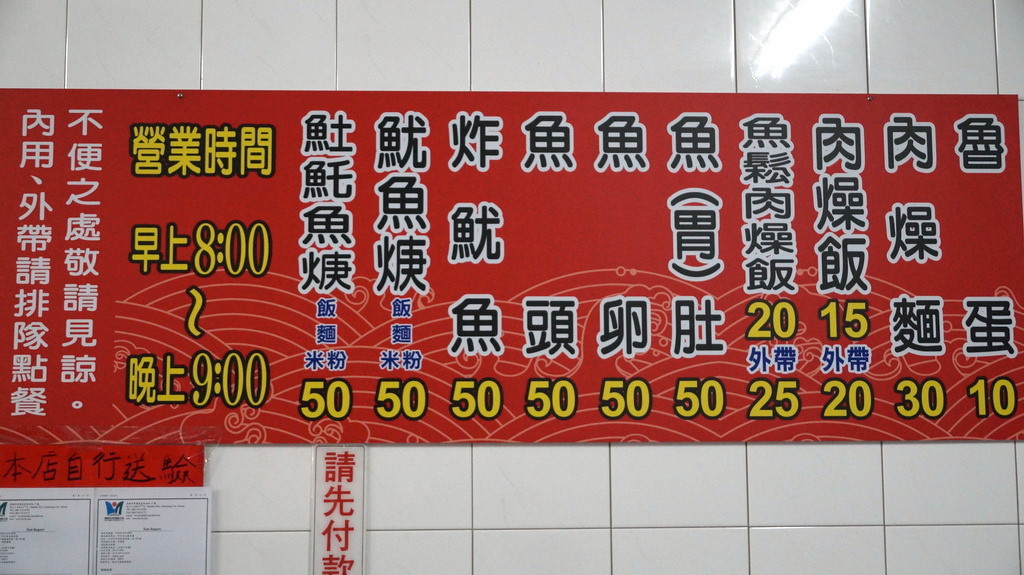 魯蛋 10
肉燥麵 30
肉燥飯 15 外帶 20
魚鬆肉燥飯 20 外帶 25
魚(胃)肚 50
魚卵 50
魚頭 50
炸魷魚 50
魷魚焿 飯 麵 米粉 50
魠魚焿 飯 麵 米粉 50
營業時間
早上8:00
~
晚上9:00
內用、外帶請排隊點餐
不便之處敬請見諒。
本店自行送驗
請先付款
Test Report
Test Report